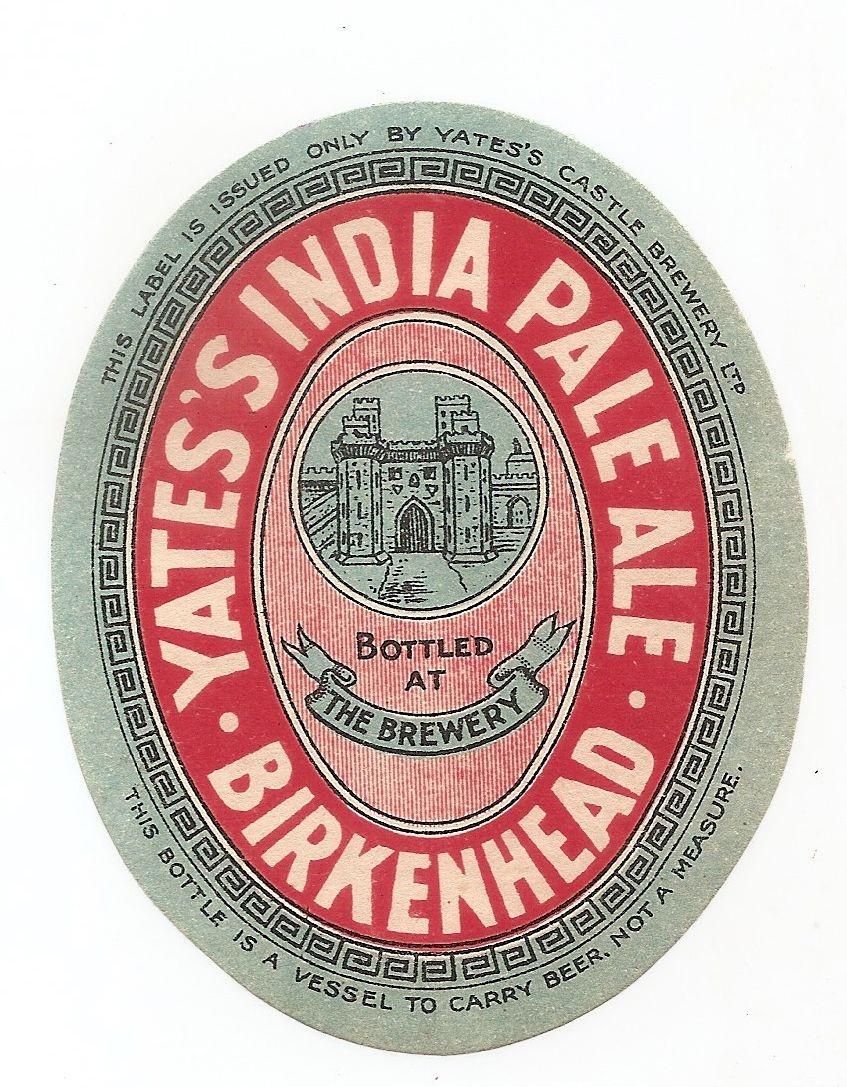 THIS LABEL IS ISSUED ONLY BY YATES'S CASTLE BREWERY LTD
YATES'S INDIA PALE ALE
BOTTLED
AT
THE BREWERY
· BIRKENHEAD ·
THIS BOTTLE IS A VESSEL TO CARRY BEER, NOT A MEASURE.